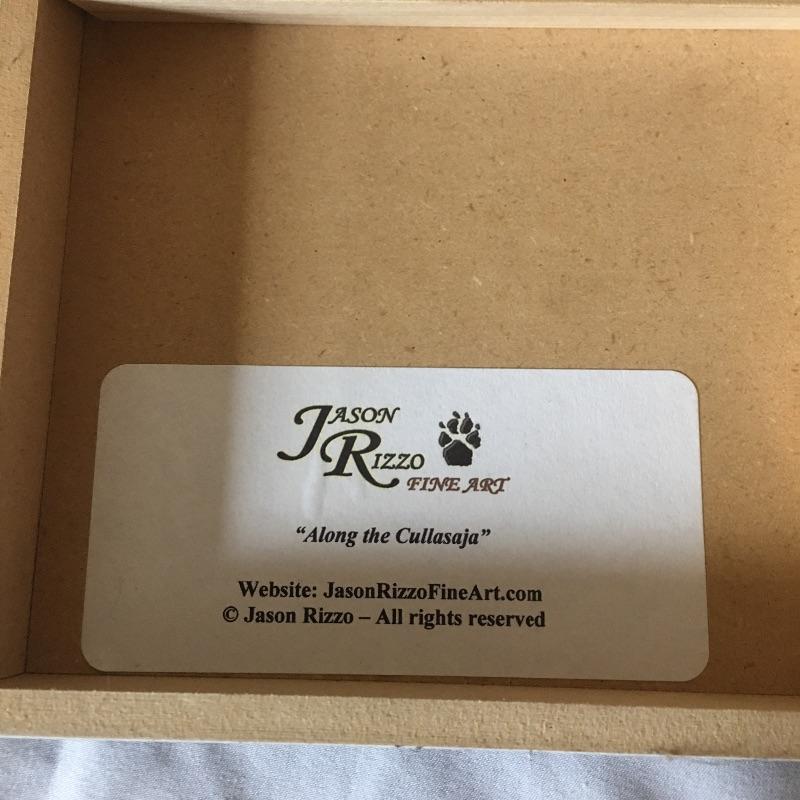 JASON
RIZZO
FINE ART
“Along the Cullasaja”
Website: JasonRizzoFineArt.com
© Jason Rizzo – All rights reserved